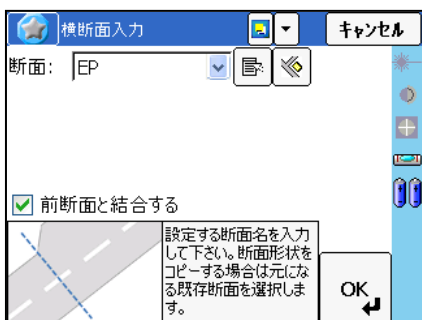 横断面入力
キャンセル
断面: EP
前断面と結合する
設定する断面名を入力
して下さい。断面形状を
コピーする場合は元にな
る既存断面を選択しま
す。
OK